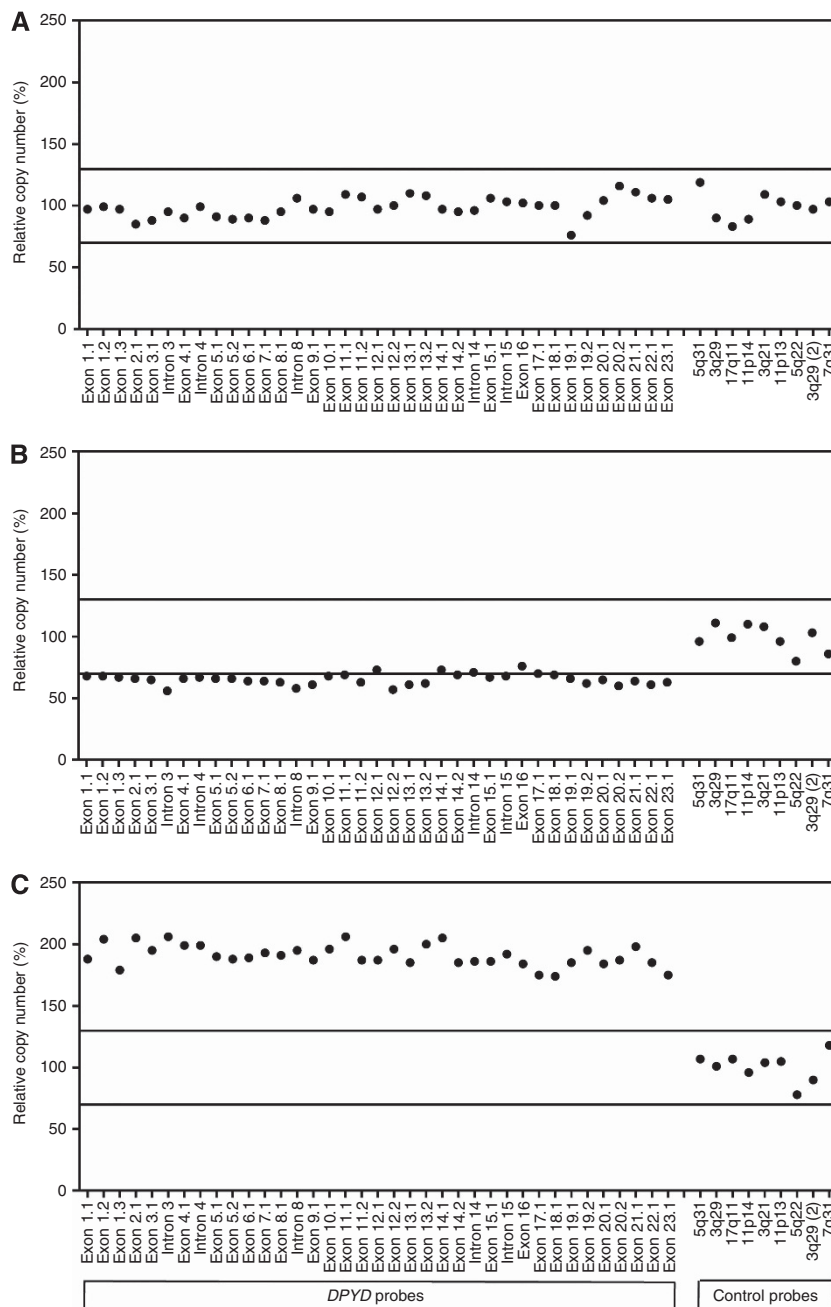 A
Relative copy number (%)
250
200
150
100
50
0
Exon 1.1
Exon 1.2
Exon 1.3
Exon 2.1
Exon 3.1
Intron 3
Exon 4.1
Intron 4
Exon 5.1
Exon 5.2
Exon 6.1
Exon 7.1
Exon 8.1
Intron 8
Exon 9.1
Exon 10.1
Exon 11.1
Exon 11.2
Exon 12.1
Exon 12.2
Exon 13.1
Exon 13.2
Exon 14.1
Exon 14.2
Intron 14
Exon 15.1
Intron 15
Exon 16
Exon 17.1
Exon 18.1
Exon 19.1
Exon 19.2
Exon 20.1
Exon 20.2
Exon 21.1
Exon 22.1
Exon 23.1
5q31
3q29
17q11
11p14
3q21
11p13
5q22
3q29 (2)
7q31
B
Relative copy number (%)
250
200
150
100
50
0
Exon 1.1
Exon 1.2
Exon 1.3
Exon 2.1
Exon 3.1
Intron 3
Exon 4.1
Intron 4
Exon 5.1
Exon 5.2
Exon 6.1
Exon 7.1
Exon 8.1
Intron 8
Exon 9.1
Exon 10.1
Exon 11.1
Exon 11.2
Exon 12.1
Exon 12.2
Exon 13.1
Exon 13.2
Exon 14.1
Exon 14.2
Intron 14
Exon 15.1
Intron 15
Exon 16
Exon 17.1
Exon 18.1
Exon 19.1
Exon 19.2
Exon 20.1
Exon 20.2
Exon 21.1
Exon 22.1
Exon 23.1
5q31
3q29
17q11
11p14
3q21
11p13
5q22
3q29 (2)
7q31
C
Relative copy number (%)
250
200
150
100
50
0
Exon 1.1
Exon 1.2
Exon 1.3
Exon 2.1
Exon 3.1
Intron 3
Exon 4.1
Intron 4
Exon 5.1
Exon 5.2
Exon 6.1
Exon 7.1
Exon 8.1
Intron 8
Exon 9.1
Exon 10.1
Exon 11.1
Exon 11.2
Exon 12.1
Exon 12.2
Exon 13.1
Exon 13.2
Exon 14.1
Exon 14.2
Intron 14
Exon 15.1
Intron 15
Exon 16
Exon 17.1
Exon 18.1
Exon 19.1
Exon 19.2
Exon 20.1
Exon 20.2
Exon 21.1
Exon 22.1
Exon 23.1
5q31
3q29
17q11
11p14
3q21
11p13
5q22
3q29 (2)
7q31
DPYD probes
Control probes